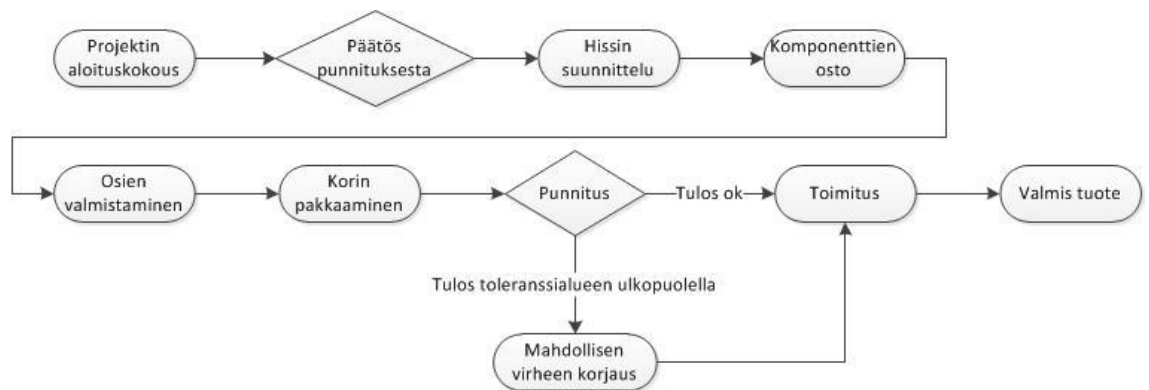 Projektin
aloituskokous
Päätös
punnituksesta
Hissin
suunnittelu
Komponenttien
osto
Osien
valmistaminen
Korin
pakkaaminen
Punnitus
Tulos ok
Toimitus
Valmis tuote
Tulos toleranssialueen ulkopuolella
Mahdollisen
virheen korjaus